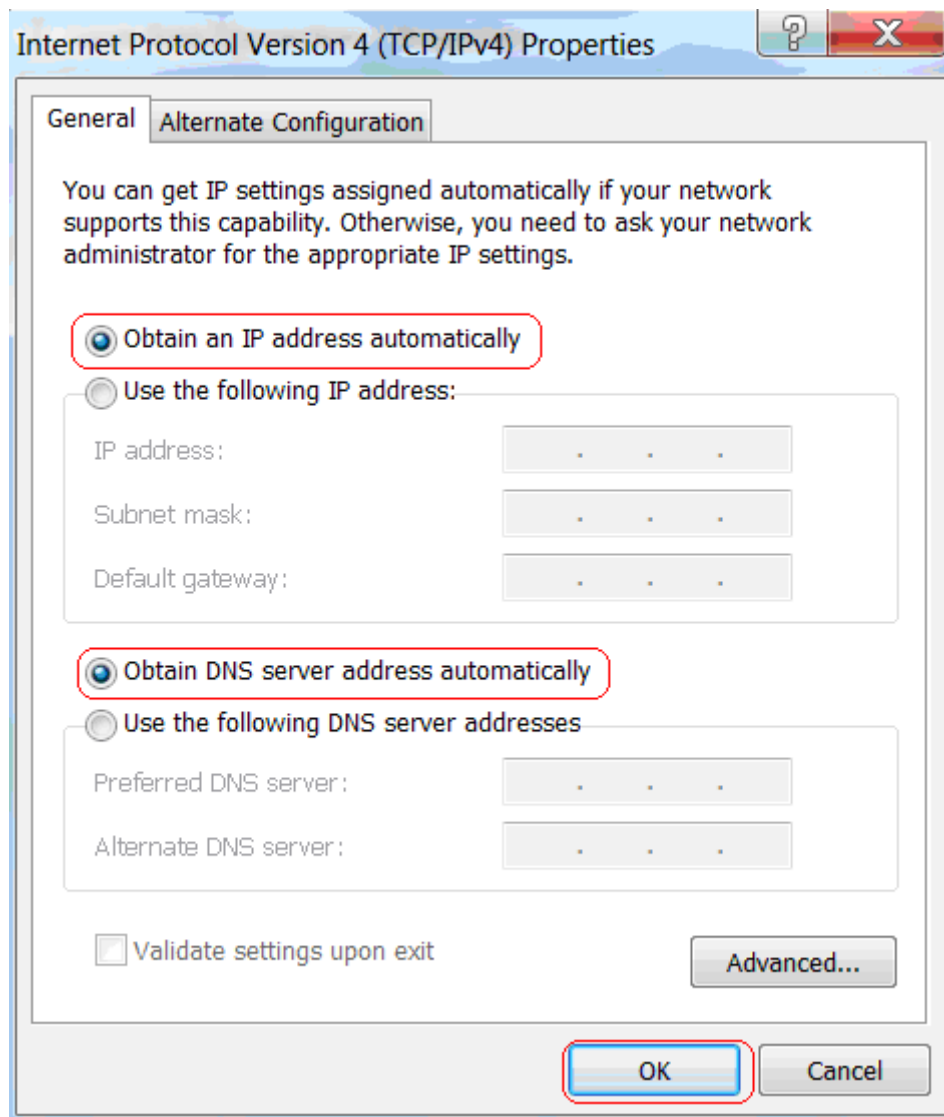 Internet Protocol Version 4 (TCP/IPv4) Properties
General
Alternate Configuration
You can get IP settings assigned automatically if your network
supports this capability. Otherwise, you need to ask your network
administrator for the appropriate IP settings.
Obtain an IP address automatically
Use the following IP address:
IP address:
Subnet mask:
Default gateway:
Obtain DNS server address automatically
Use the following DNS server addresses
Preferred DNS server:
Alternate DNS server:
Validate settings upon exit
Advanced...
OK
Cancel